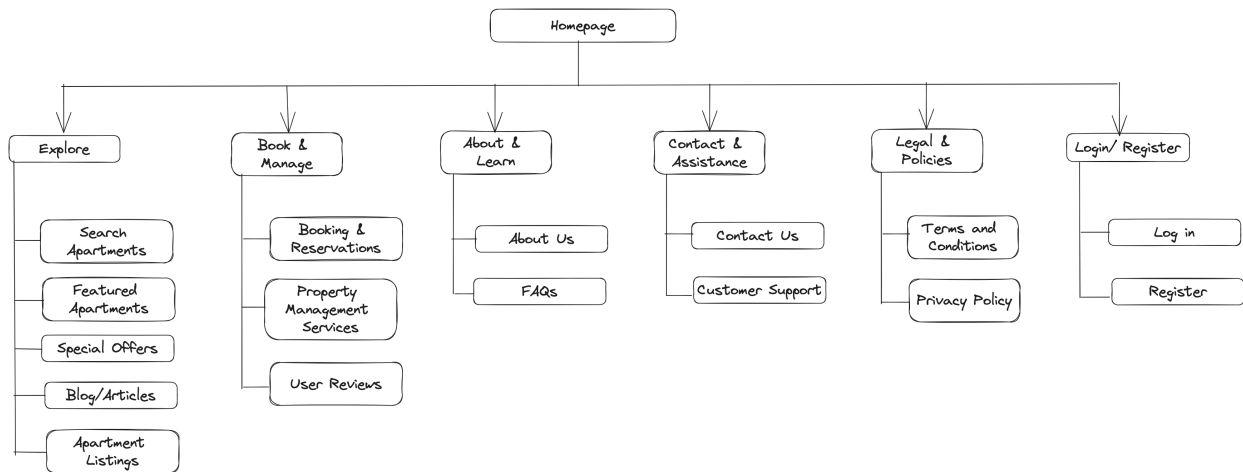 Homepage
Explore
Book &
Manage
About &
Learn
Contact &
Assistance
Legal &
Policies
Login/ Register
Search
Apartments
Featured
Apartments
Special Offers
Blog/Articles
Apartment
Listings
Booking &
Reservations
Property
Management
Services
User Reviews
About Us
FAQs
Contact Us
Customer Support
Terms and
Conditions
Privacy Policy
Log in
Register